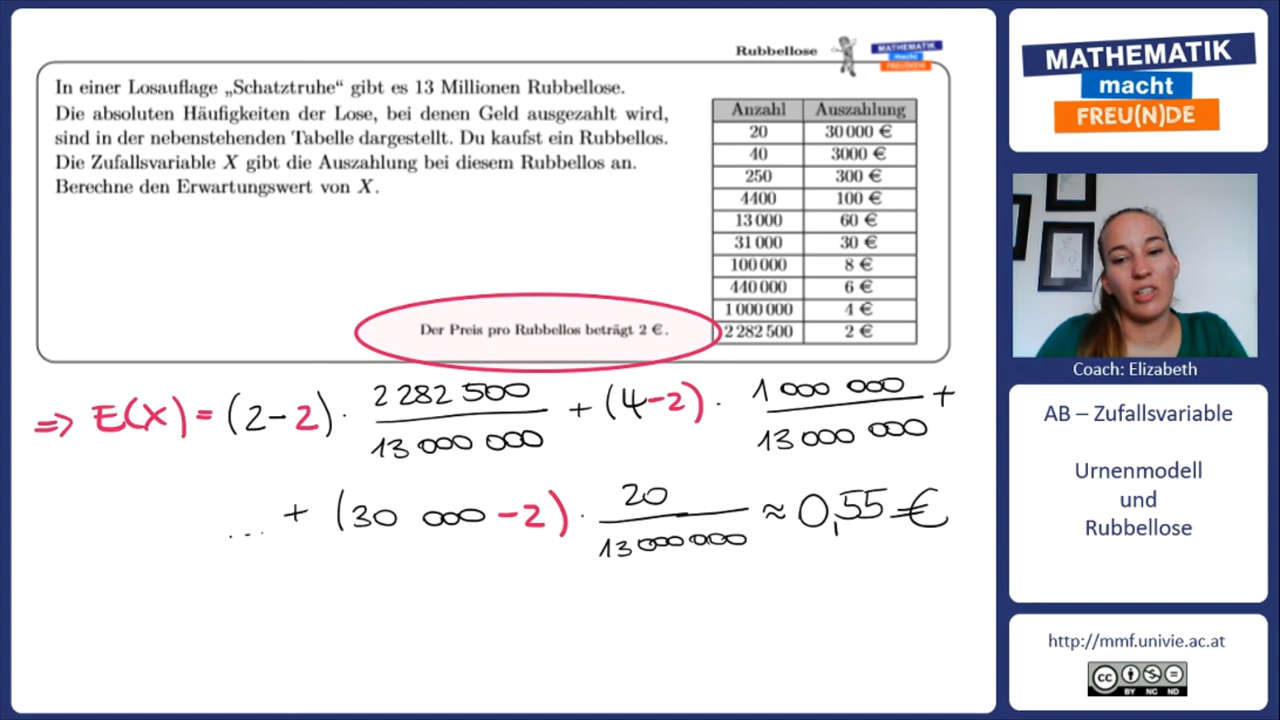 Rubbellose
MATHEMATIK
macht
FREU(N)DE
In einer Losauflage „Schatztruhe“ gibt es 13 Millionen Rubbellose.
Die absoluten Häufigkeiten der Lose, bei denen Geld ausgezahlt wird,
sind in der nebenstehenden Tabelle dargestellt. Du kaufst ein Rubbellos.
Die Zufallsvariable X gibt die Auszahlung bei diesem Rubbellos an.
Berechne den Erwartungswert von X.
Anzahl Auszahlung
20 30 000 €
40 3000 €
250 300 €
4400 100 €
13 000 60 €
31 000 30 €
100 000 8 €
440 000 6 €
1 000 000 4 €
2 282 500 2 €
Der Preis pro Rubbellos beträgt 2 €.
=> E(X) = (2-2) · 2 282 500 / 13 000 000 + (4-2) · 1 000 000 / 13 000 000 +
... + (30 000 -2) · 20 / 13 000 000 ≈ 0,55 €
MATHEMATIK
macht
FREU(N)DE
Coach: Elizabeth
AB – Zufallsvariable
Urnenmodell
und
Rubbellose
http://mmf.univie.ac.at
cc
BY NC ND